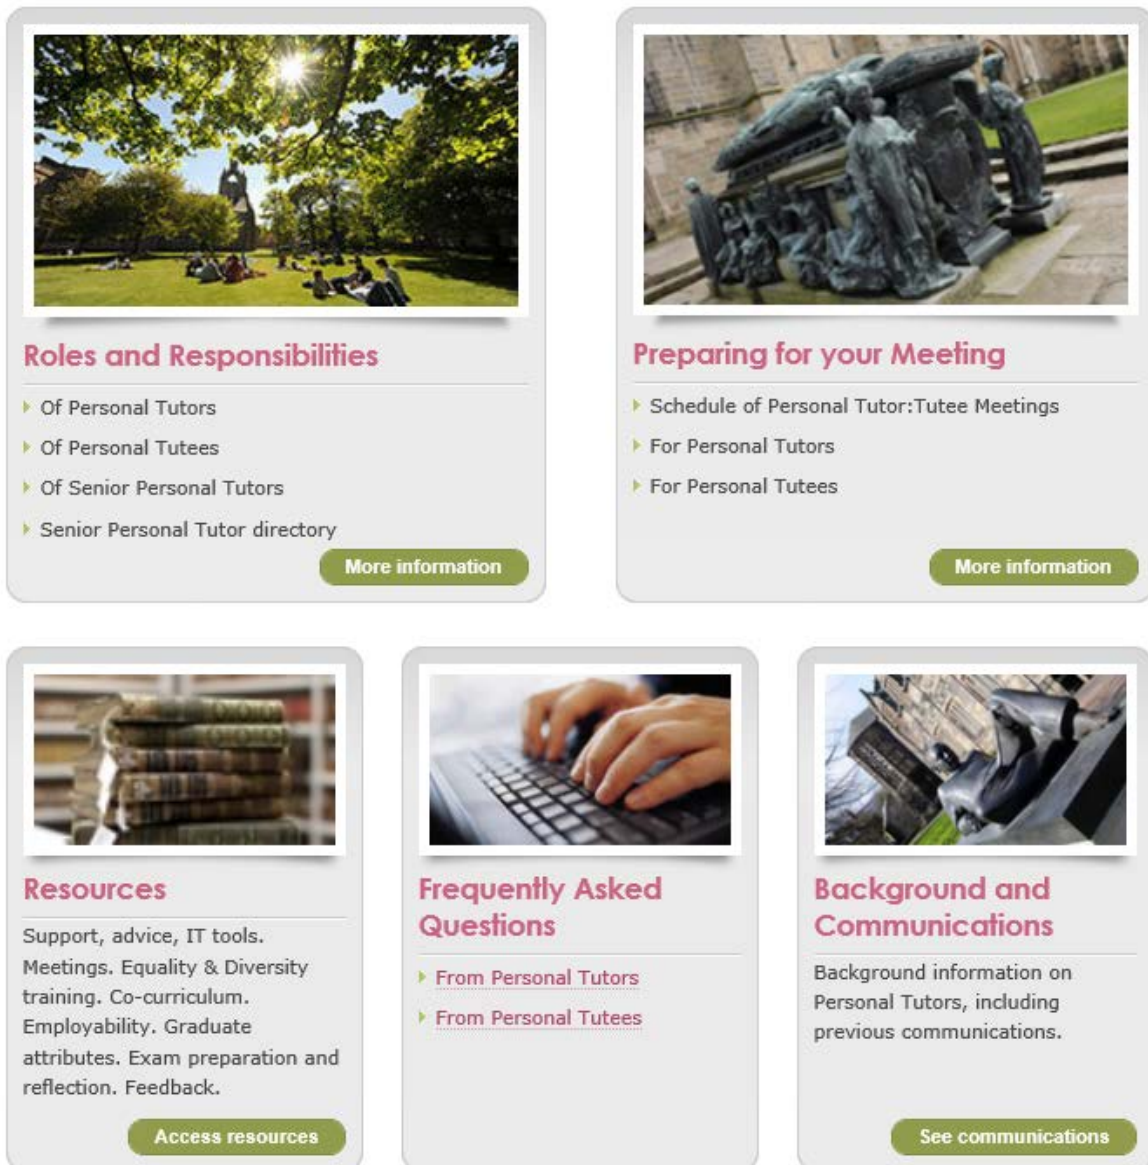 Roles and Responsibilities
Of Personal Tutors
Of Personal Tutees
Of Senior Personal Tutors
Senior Personal Tutor directory
More information
Preparing for your Meeting
Schedule of Personal Tutor:Tutee Meetings
For Personal Tutors
For Personal Tutees
More information
Resources
Support, advice, IT tools.
Meetings. Equality & Diversity
training. Co-curriculum.
Employability. Graduate
attributes. Exam preparation and
reflection. Feedback.
Access resources
Frequently Asked
Questions
From Personal Tutors
From Personal Tutees
Background and
Communications
Background information on
Personal Tutors, including
previous communications.
See communications